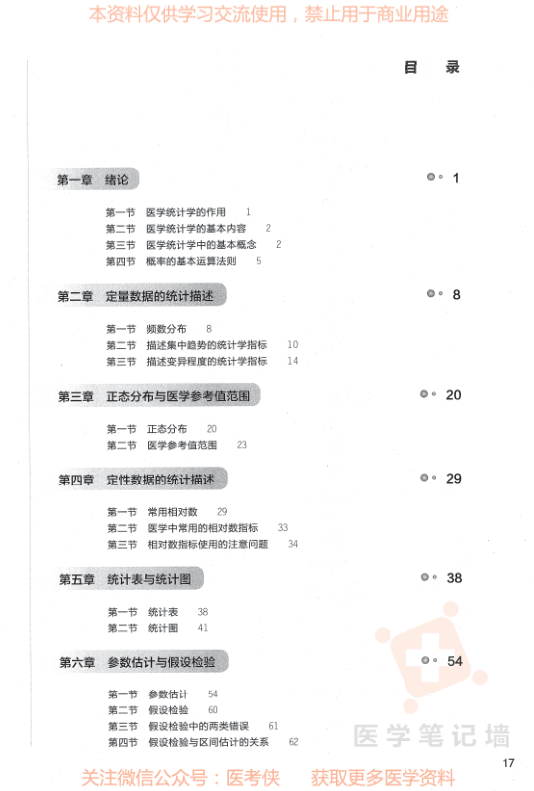 本资料仅供学习交流使用，禁止用于商业用途
目 录
第一章 绪论 1
第一节 医学统计学的作用 1
第二节 医学统计学的基本内容 2
第三节 医学统计学中的基本概念 2
第四节 概率的基本运算法则 5
第二章 定量数据的统计描述 8
第一节 频数分布 8
第二节 描述集中趋势的统计学指标 10
第三节 描述变异程度的统计学指标 14
第三章 正态分布与医学参考值范围 20
第一节 正态分布 20
第二节 医学参考值范围 23
第四章 定性数据的统计描述 29
第一节 常用相对数 29
第二节 医学中常用的相对数指标 33
第三节 相对数指标使用的注意问题 34
第五章 统计表与统计图 38
第一节 统计表 38
第二节 统计图 41
第六章 参数估计与假设检验 54
第一节 参数估计 54
第二节 假设检验 60
第三节 假设检验中的两类错误 61
第四节 假设检验与区间估计的关系 62
医学笔记墙
17
关注微信公众号：医考侠 获取更多医学资料